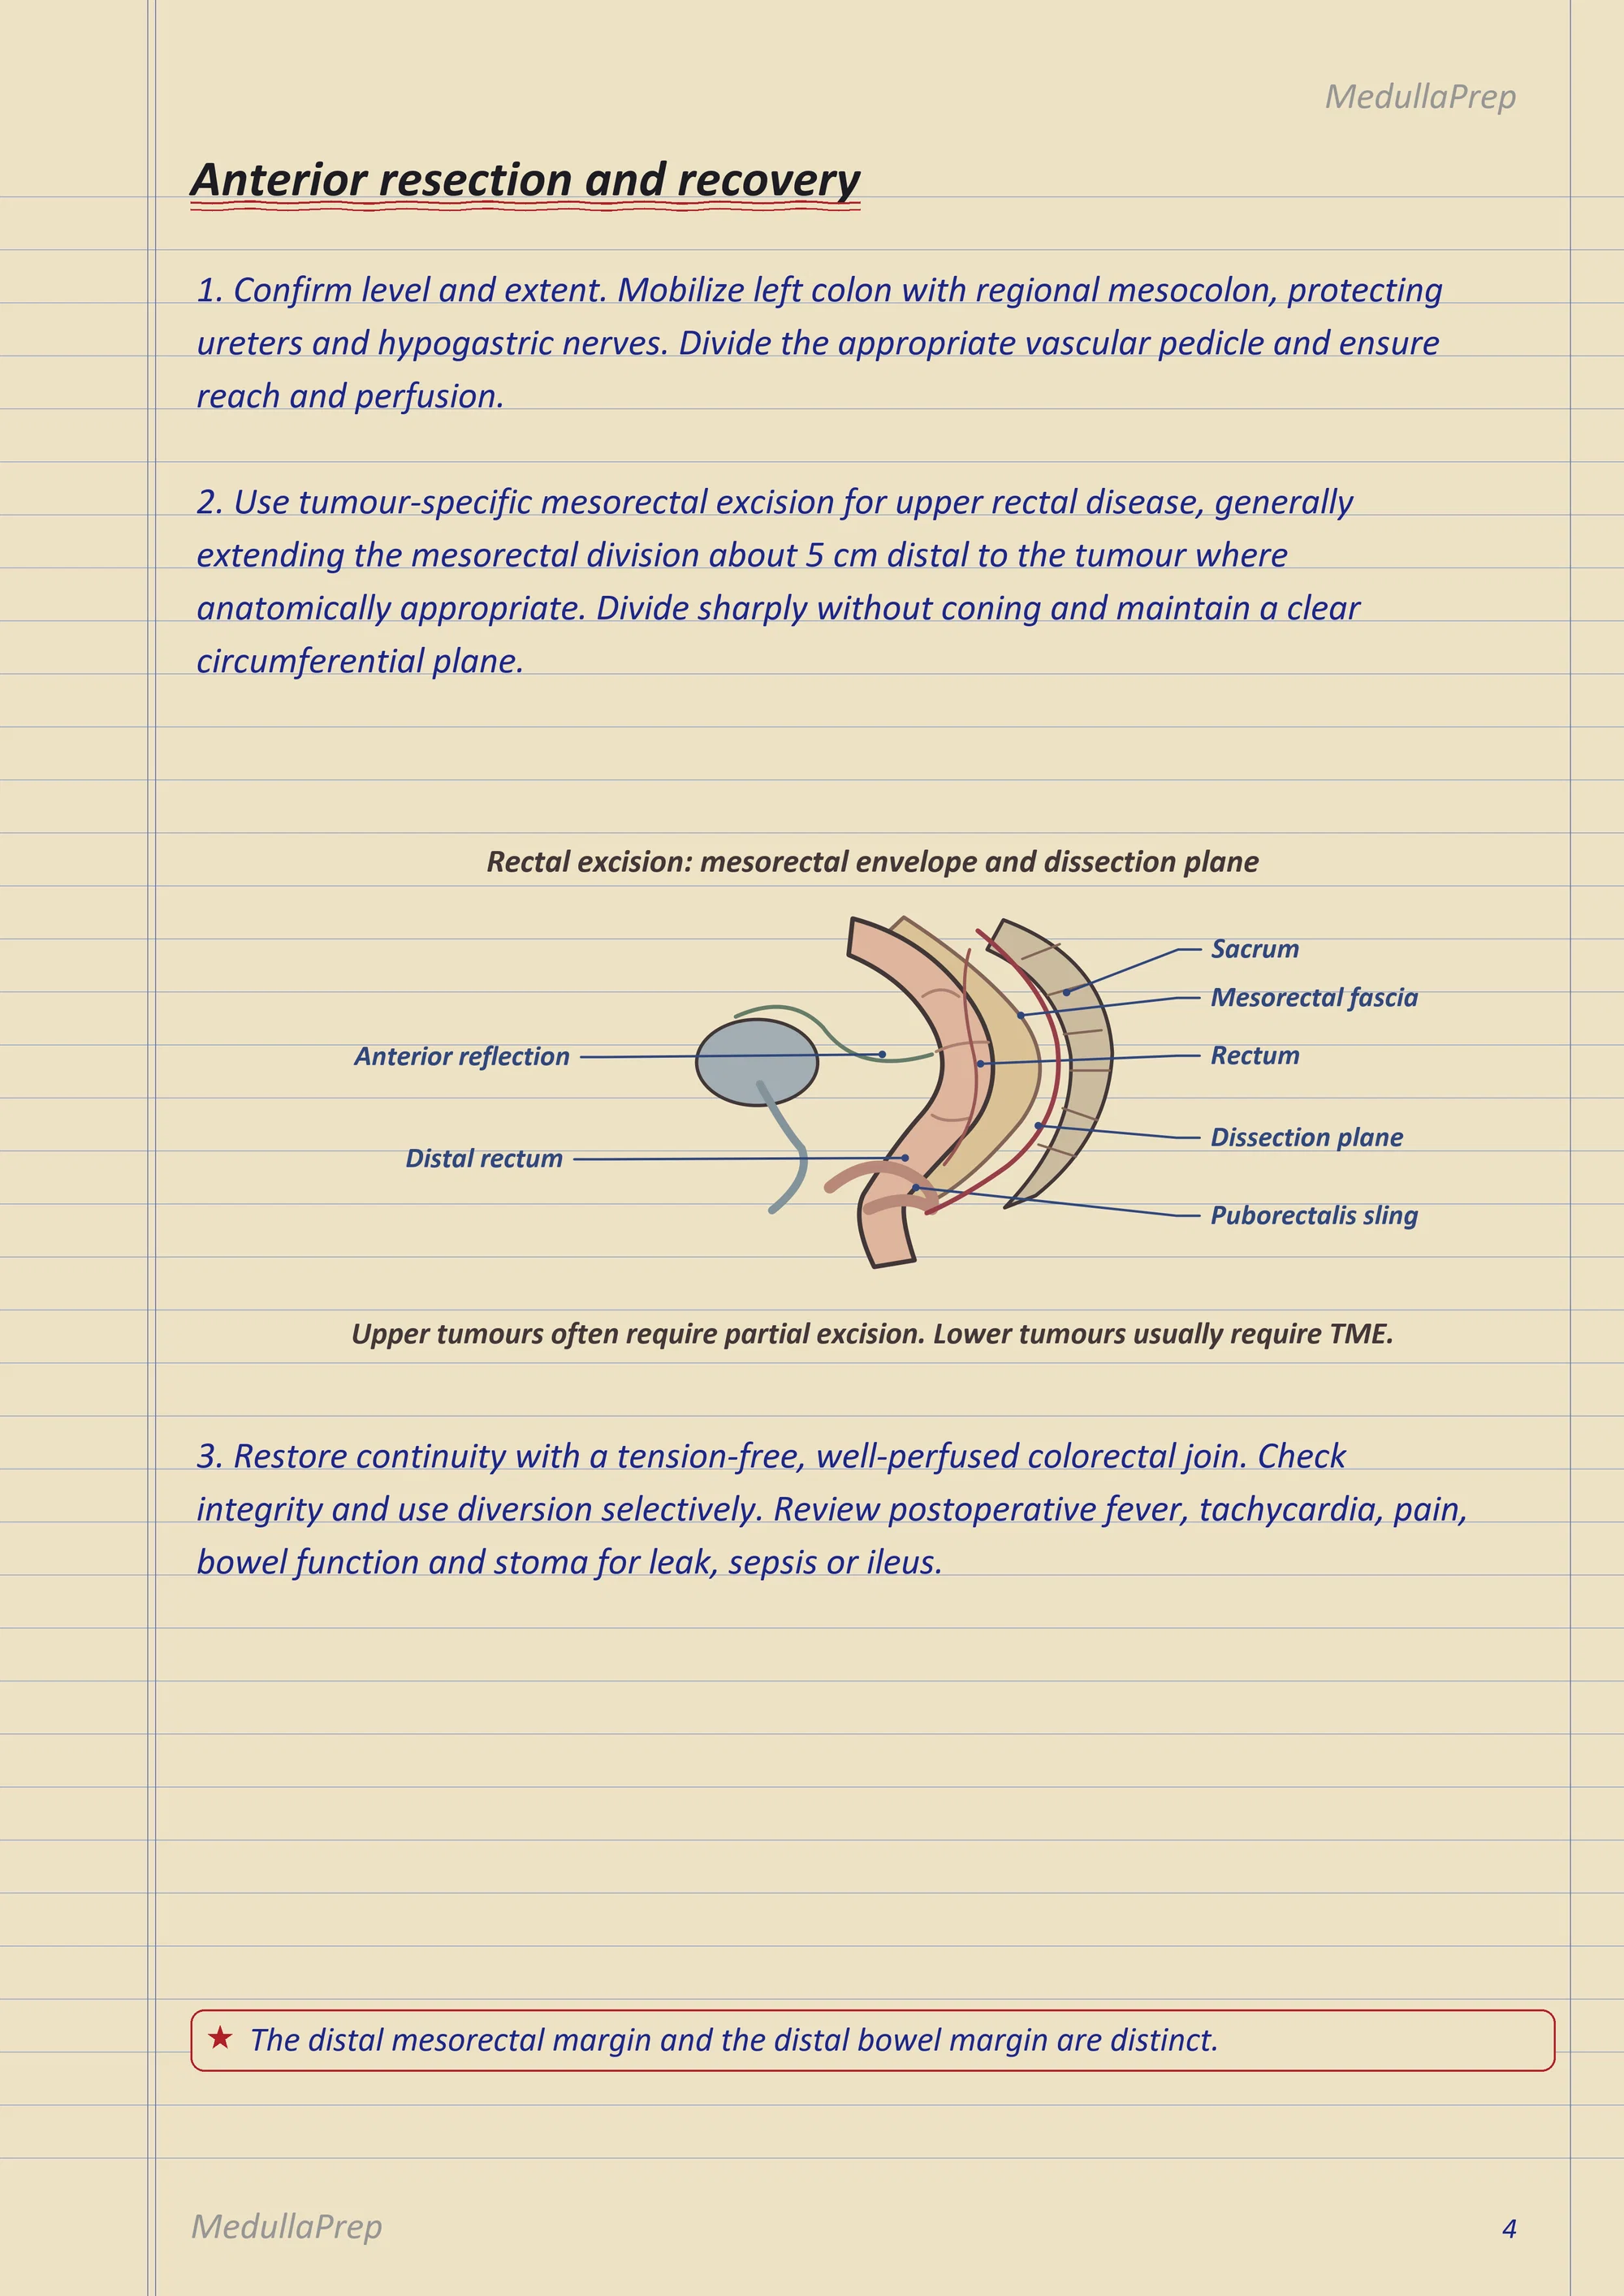 MedullaPrep
Anterior resection and recovery
1. Confirm level and extent. Mobilize left colon with regional mesocolon, protecting
ureters and hypogastric nerves. Divide the appropriate vascular pedicle and ensure
reach and perfusion.
2. Use tumour-specific mesorectal excision for upper rectal disease, generally
extending the mesorectal division about 5 cm distal to the tumour where
anatomically appropriate. Divide sharply without coning and maintain a clear
circumferential plane.
Rectal excision: mesorectal envelope and dissection plane
Sacrum
Mesorectal fascia
Anterior reflection
Rectum
Dissection plane
Distal rectum
Puborectalis sling
Upper tumours often require partial excision. Lower tumours usually require TME.
3. Restore continuity with a tension-free, well-perfused colorectal join. Check
integrity and use diversion selectively. Review postoperative fever, tachycardia, pain,
bowel function and stoma for leak, sepsis or ileus.
★ The distal mesorectal margin and the distal bowel margin are distinct.
MedullaPrep
4